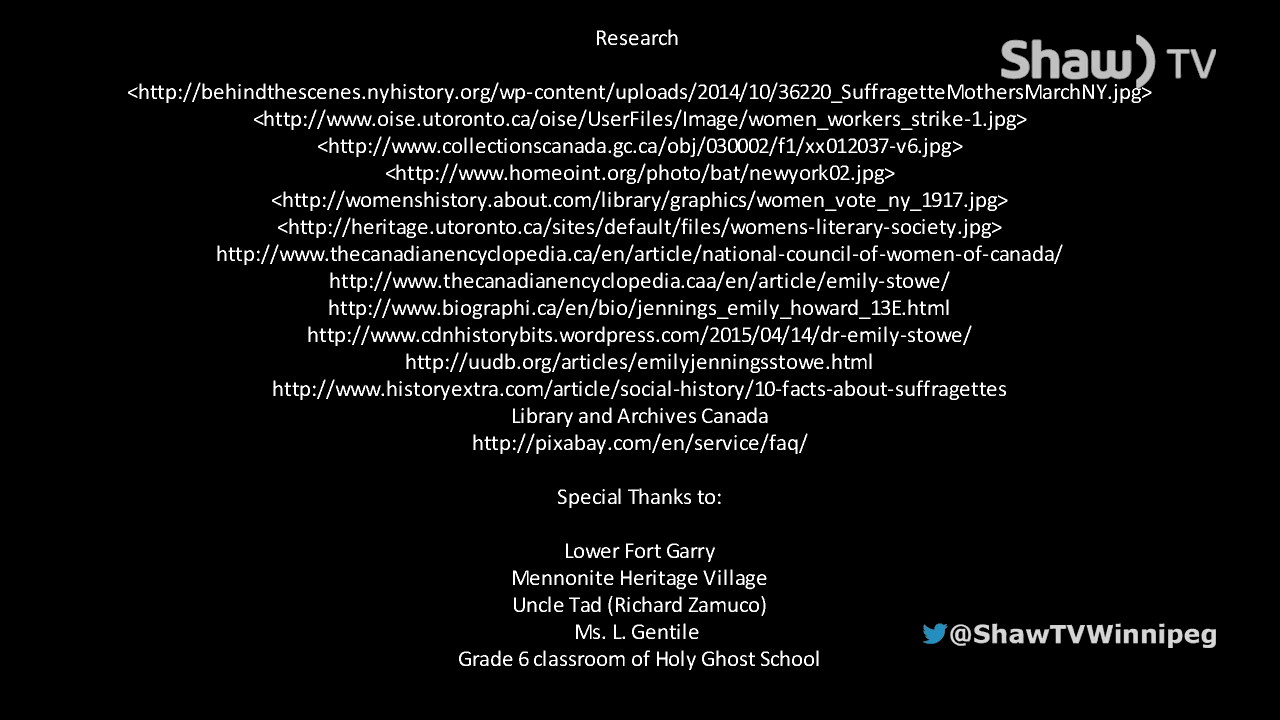 Research
Shaw) TV
<http://behindthescenes.nyhistory.org/wp-content/uploads/2014/10/36220_SuffragetteMothersMarchNY.jpg>
<http://www.oise.utoronto.ca/oise/UserFiles/Image/women_workers_strike-1.jpg>
<http://www.collectionscanada.gc.ca/obj/030002/f1/xx012037-v6.jpg>
<http://www.homeoint.org/photo/bat/newyork02.jpg>
<http://womenshistory.about.com/library/graphics/women_vote_ny_1917.jpg>
<http://heritage.utoronto.ca/sites/default/files/womens-literary-society.jpg>
http://www.thecanadianencyclopedia.ca/en/article/national-council-of-women-of-canada/
http://www.thecanadianencyclopedia.caa/en/article/emily-stowe/
http://www.biographi.ca/en/bio/jennings_emily_howard_13E.html
http://www.cdnhistorybits.wordpress.com/2015/04/14/dr-emily-stowe/
http://uudb.org/articles/emilyjenningsstowe.html
http://www.historyextra.com/article/social-history/10-facts-about-suffragettes
Library and Archives Canada
http://pixabay.com/en/service/faq/
Special Thanks to:
Lower Fort Garry
Mennonite Heritage Village
Uncle Tad (Richard Zamuco)
Ms. L. Gentile
@ShawTVWinnipeg
Grade 6 classroom of Holy Ghost School